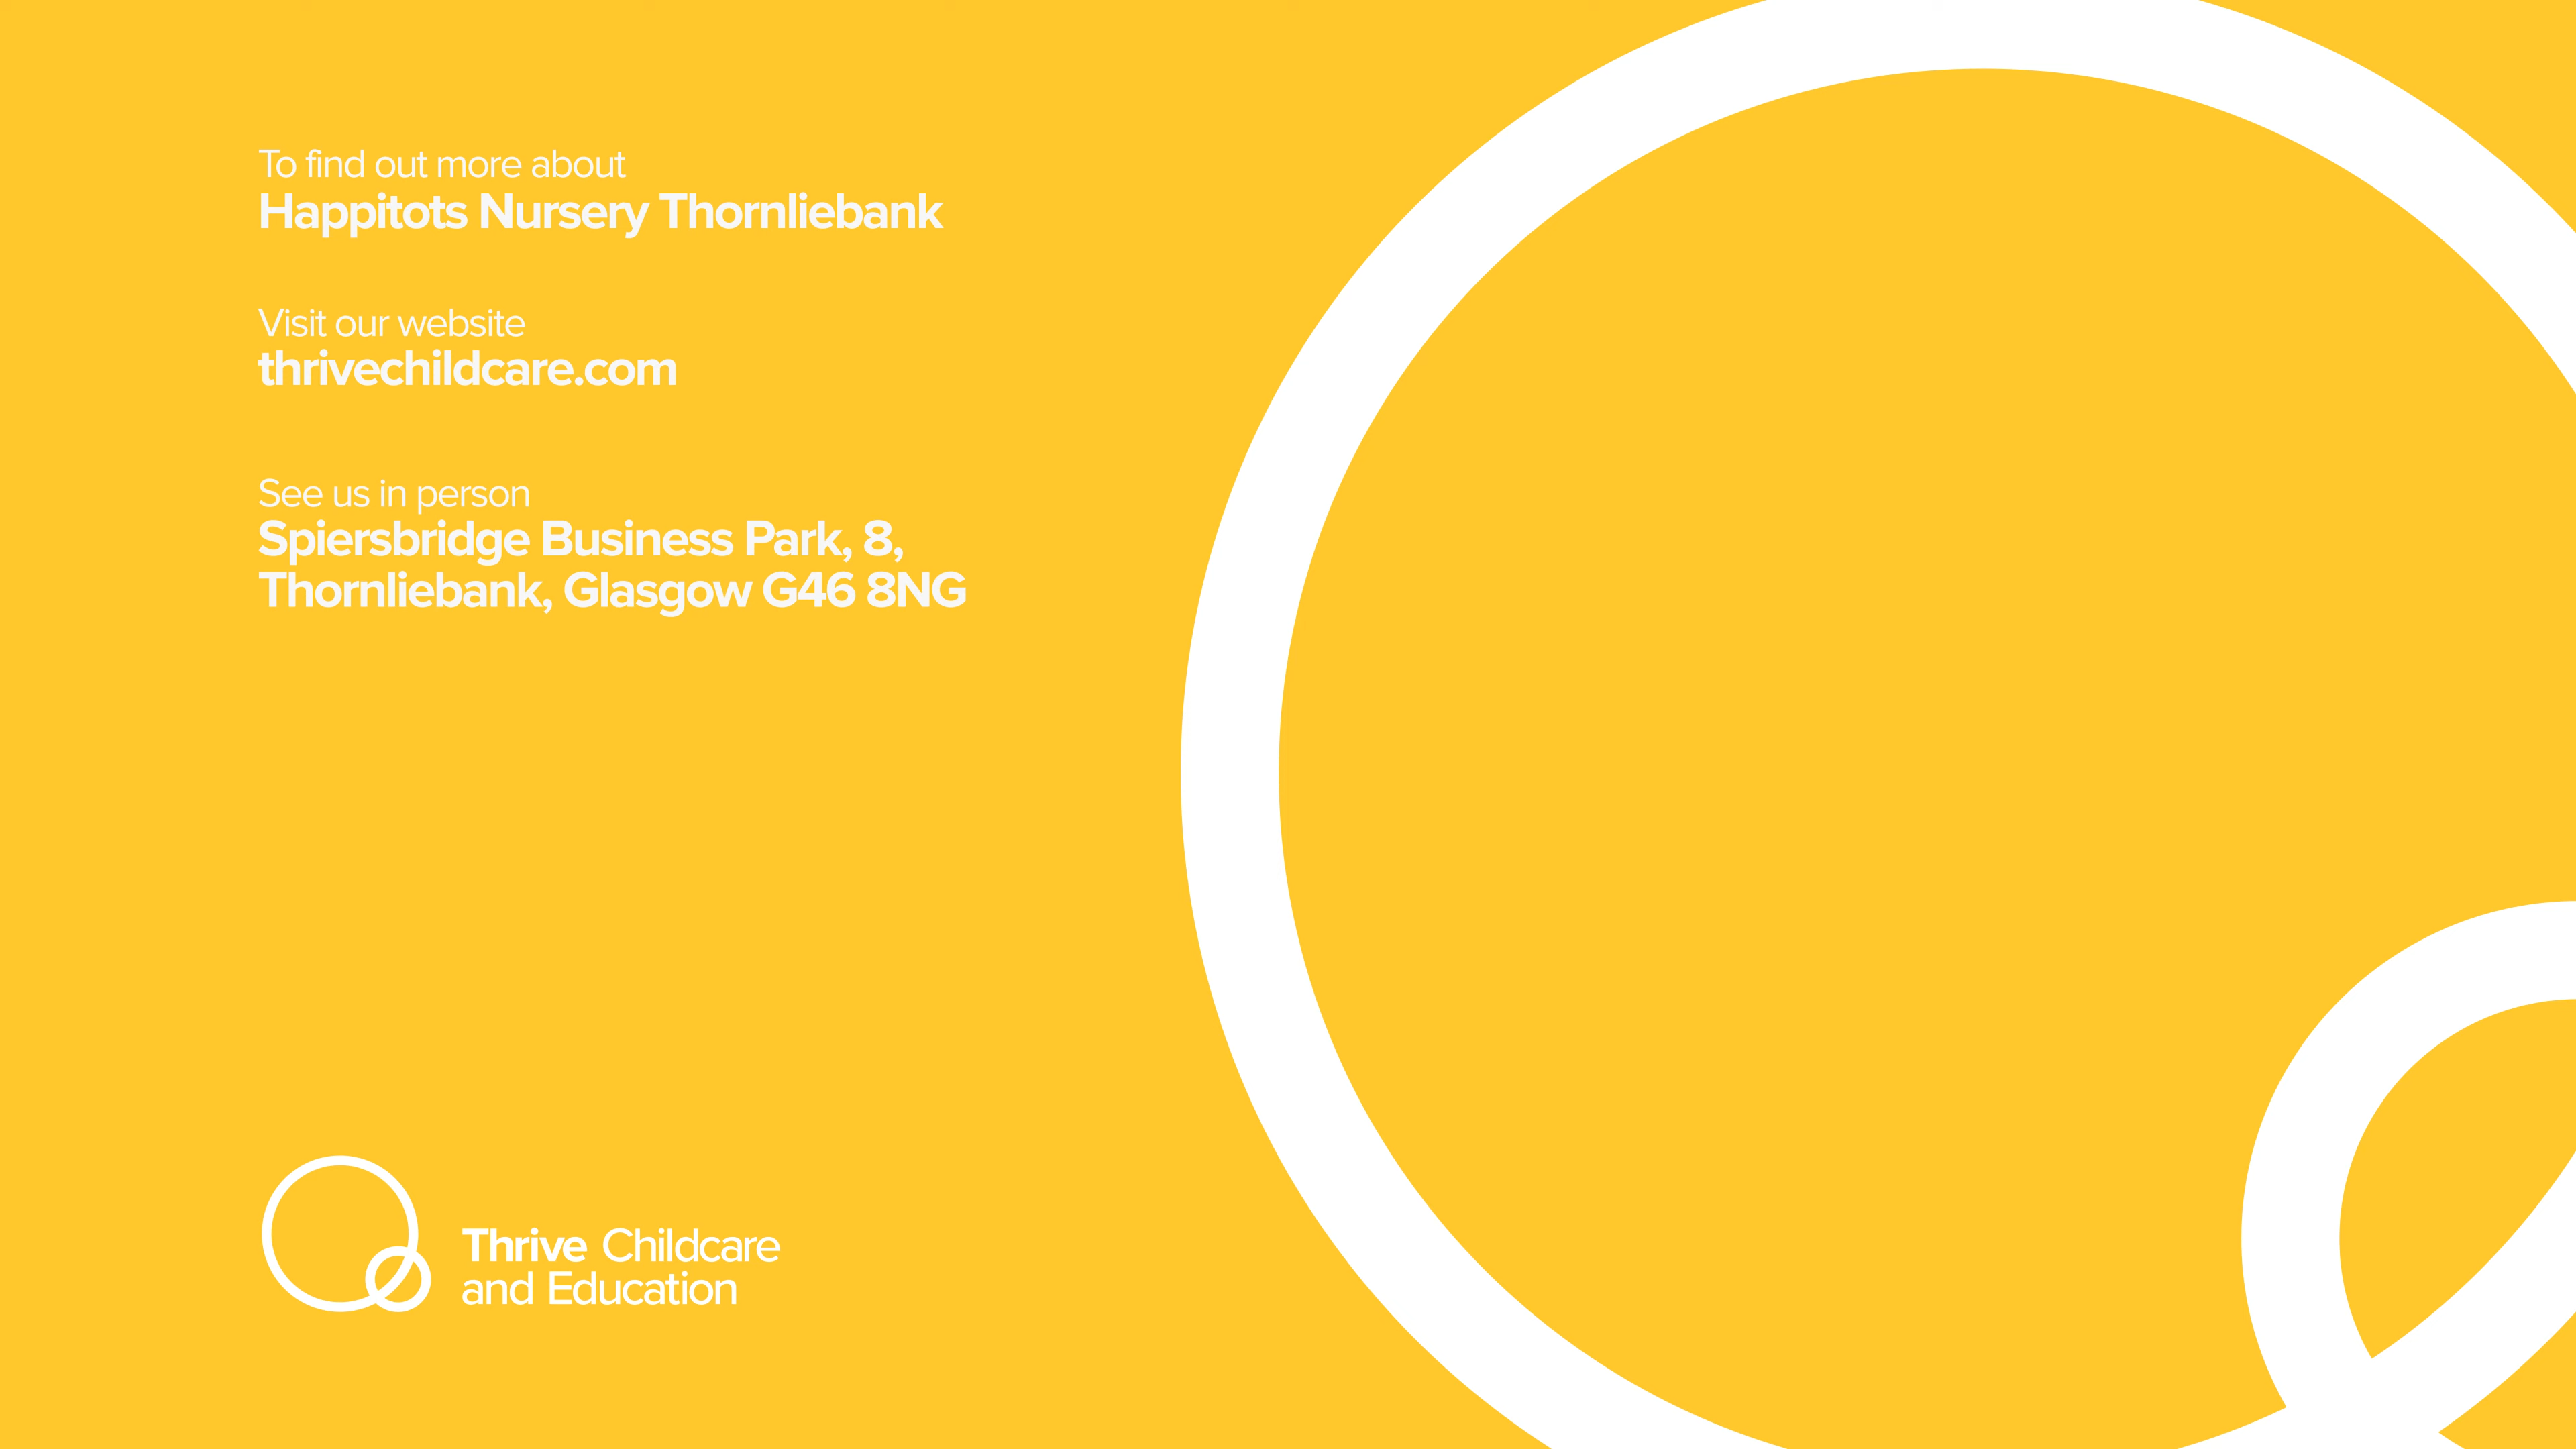 To find out more about
Happitots Nursery Thornliebank
Visit our website
thrivechildcare.com
See us in person
Spiersbridge Business Park, 8,
Thornliebank, Glasgow G46 8NG
Thrive Childcare
and Education